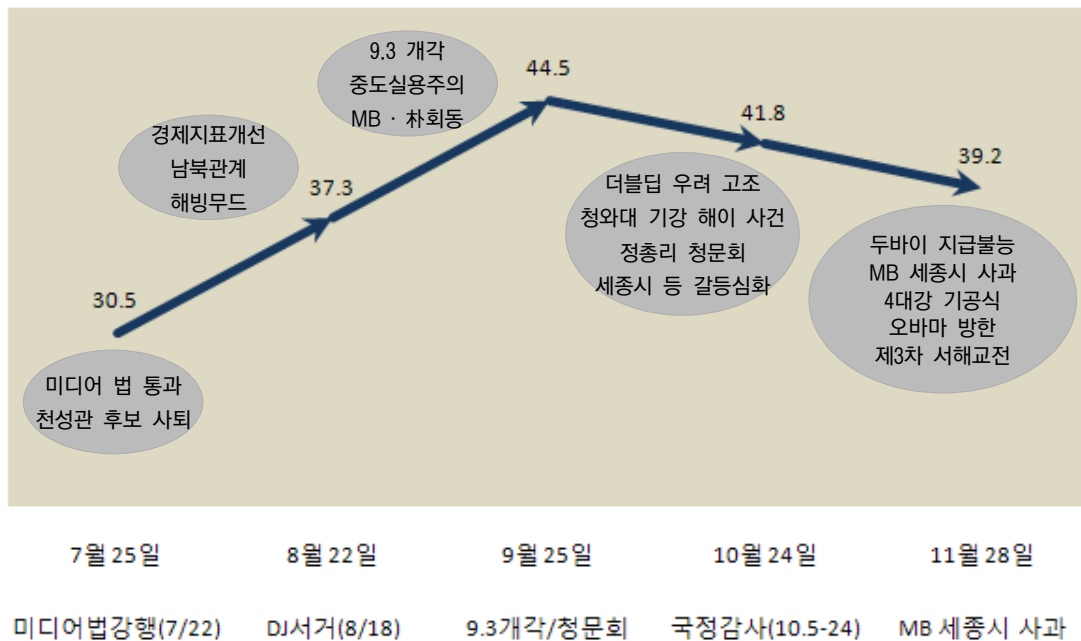 9.3 개각
중도실용주의
MB · 朴회동
44.5
41.8
경제지표개선
남북관계
해빙무드
37.3
39.2
더블딥 우려 고조
청와대 기강 해이 사건
정총리 청문회
세종시 등 갈등심화
두바이 지급불능
MB 세종시 사과
4대강 기공식
오바마 방한
제3차 서해교전
30.5
미디어 법 통과
천성관 후보 사퇴
7월 25일 8월 22일 9월 25일 10월 24일 11월 28일
미디어법강행(7/22) DJ서거(8/18) 9.3개각/청문회 국정감사(10.5-24) MB 세종시 사과